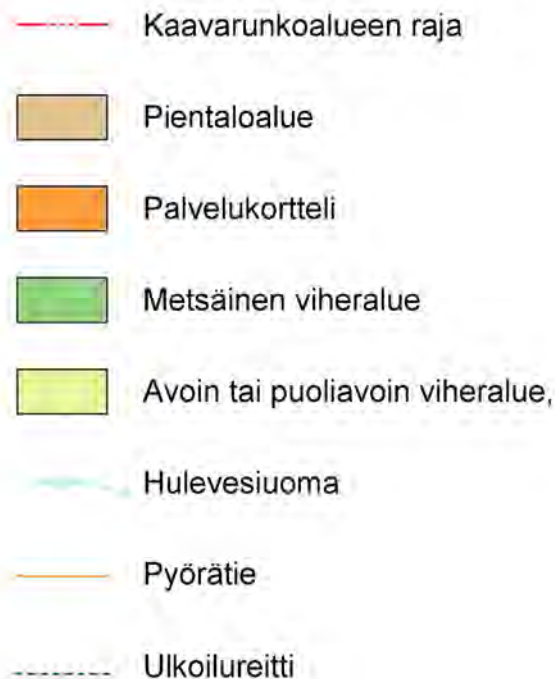 Kaavarunkoalueen raja
Pientaloalue
Palvelukortteli
Metsäinen viheralue
Avoin tai puoliavoin viheralue,
Hulevesiuoma
Pyörätie
Ulkoilureitti